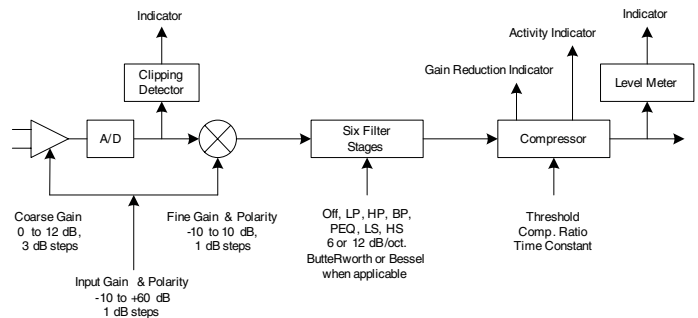 Indicator
Indicator
Activity Indicator
Gain Reduction Indicator
Clipping
Detector
Level Meter
A/D
Six Filter
Stages
Compressor
Coarse Gain
0 to 12 dB,
3 dB steps
Fine Gain & Polarity
-10 to 10 dB,
1 dB steps
Off, LP, HP, BP,
PEQ, LS, HS
6 or 12 dB/oct.
ButteRworth or Bessel
when applicable
Threshold
Comp. Ratio
Time Constant
Input Gain & Polarity
-10 to +60 dB
1 dB steps